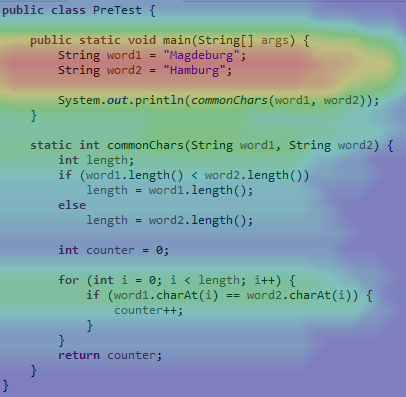 public class PreTest {
public static void main(String[] args) {
String word1 = "Magdeburg";
String word2 = "Hamburg";
System.out.println(commonChars(word1, word2));
}
static int commonChars(String word1, String word2) {
int length;
if (word1.length() < word2.length())
length = word1.length();
else
length = word2.length();
int counter = 0;
for (int i = 0; i < length; i++) {
if (word1.charAt(i) == word2.charAt(i)) {
counter++;
}
}
return counter;
}
}